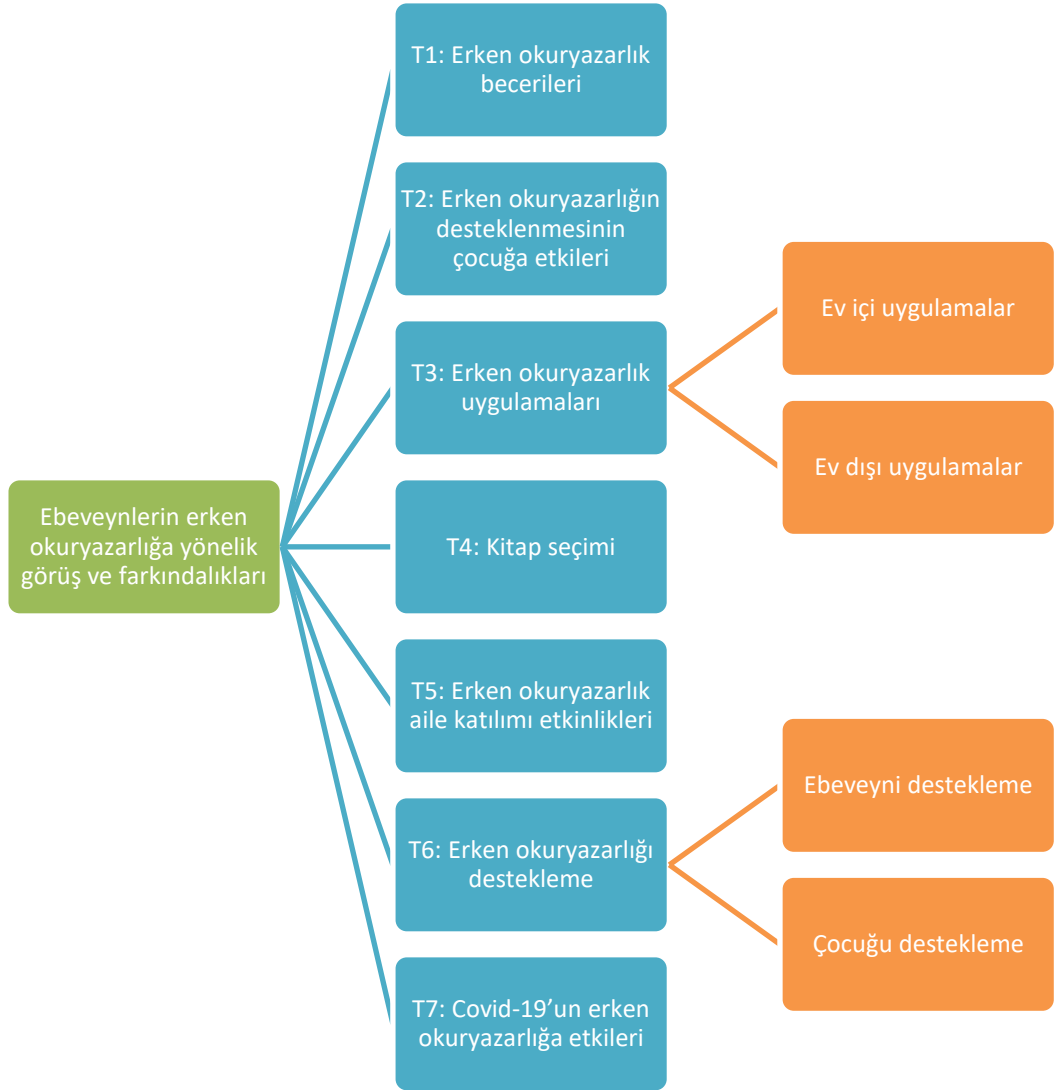 Ebeveynlerin erken
okuryazarlığa yönelik
görüş ve farkındalıkları
T1: Erken okuryazarlık
becerileri
T2: Erken okuryazarlığın
desteklenmesinin
çocuğa etkileri
T3: Erken okuryazarlık
uygulamaları
Ev içi uygulamalar
Ev dışı uygulamalar
T4: Kitap seçimi
T5: Erken okuryazarlık
aile katılımı etkinlikleri
T6: Erken okuryazarlığı
destekleme
Ebeveyni destekleme
Çocuğu destekleme
T7: Covid-19’un erken
okuryazarlığa etkileri